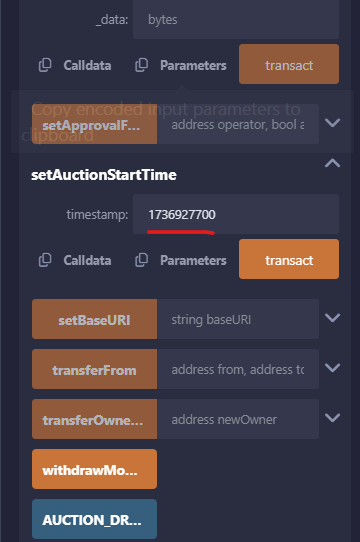 _data: bytes
Calldata Parameters transact
Copy encoded input parameters to
clipboard
setApprovalF... address operator, bool a
setAuctionStartTime
timestamp: 1736927700
Calldata Parameters transact
setBaseURI string baseURI
transferFrom address from, address to
transferOwne... address newOwner
withdrawMo...
AUCTION_DR...